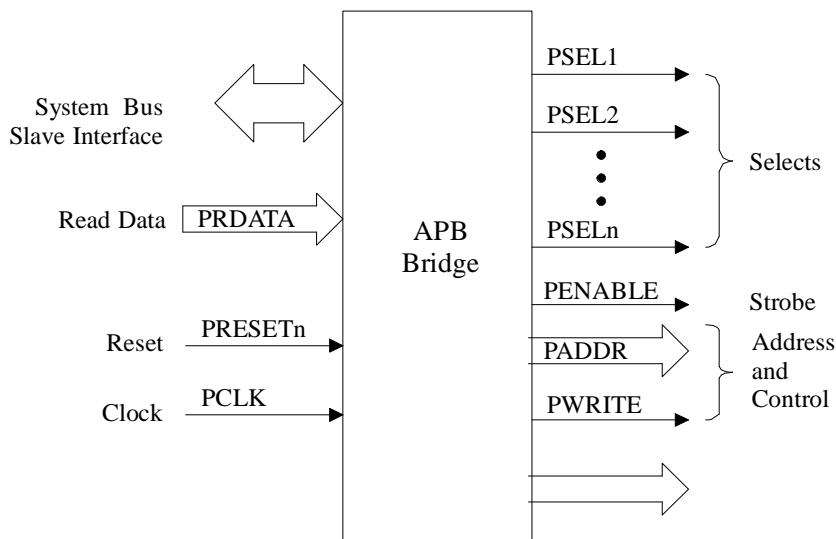 System Bus
Slave Interface
Read Data
PRDATA
Reset
PRESETn
Clock
PCLK
APB
Bridge
PSEL1
PSEL2
PSELn
Selects
PENABLE
Strobe
PADDR
PWRITE
Address
and
Control